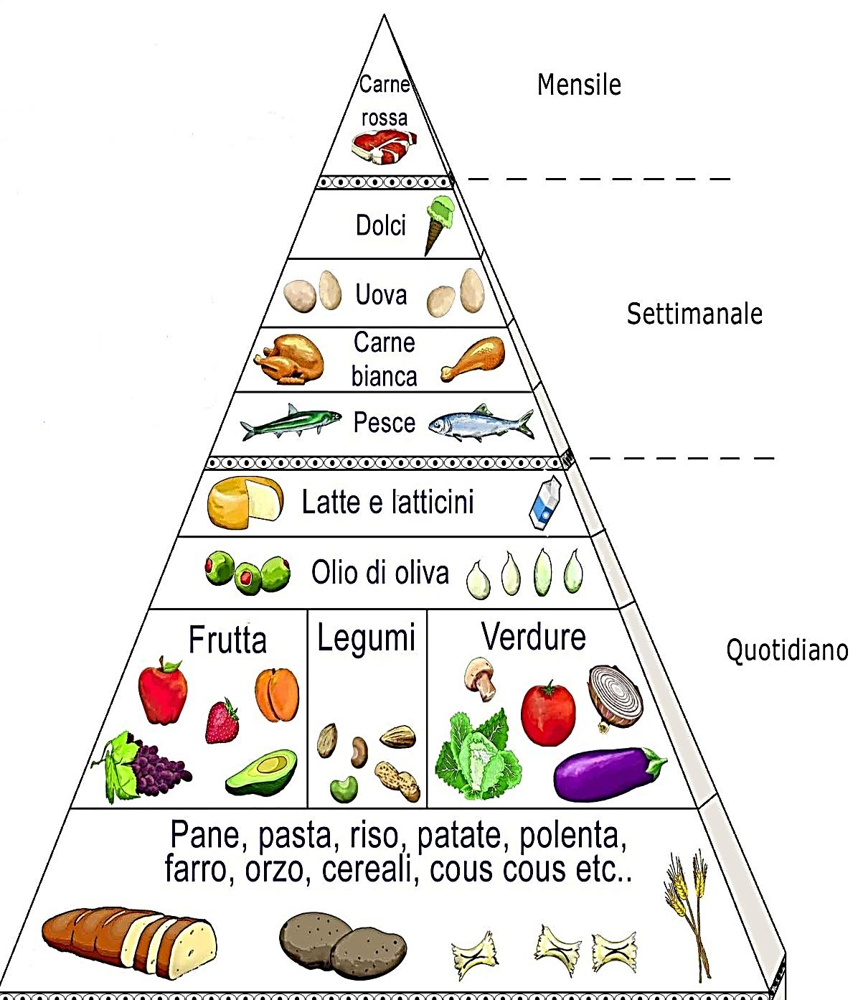 Carne
rossa
Mensile
Dolci
Uova
Settimanale
Carne
bianca
Pesce
Latte e latticini
Olio di oliva
Frutta
Legumi
Verdure
Quotidiano
Pane, pasta, riso, patate, polenta,
farro, orzo, cereali, cous cous etc..